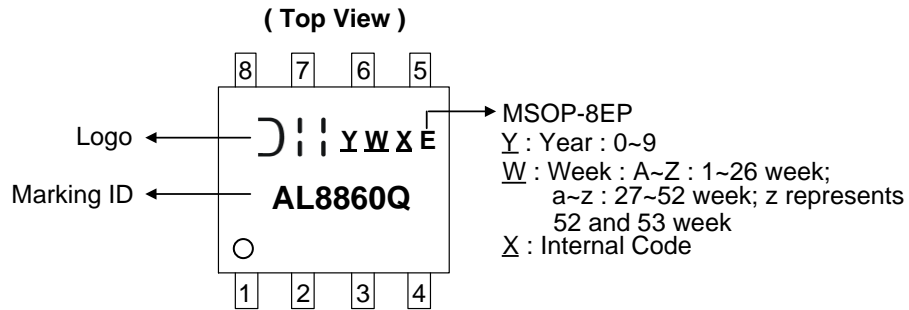 ( Top View )
8 7 6 5
Logo
Y W X E
MSOP-8EP
Y : Year : 0~9
W : Week : A~Z : 1~26 week;
a~z : 27~52 week; z represents
52 and 53 week
X : Internal Code
Marking ID
AL8860Q
1 2 3 4